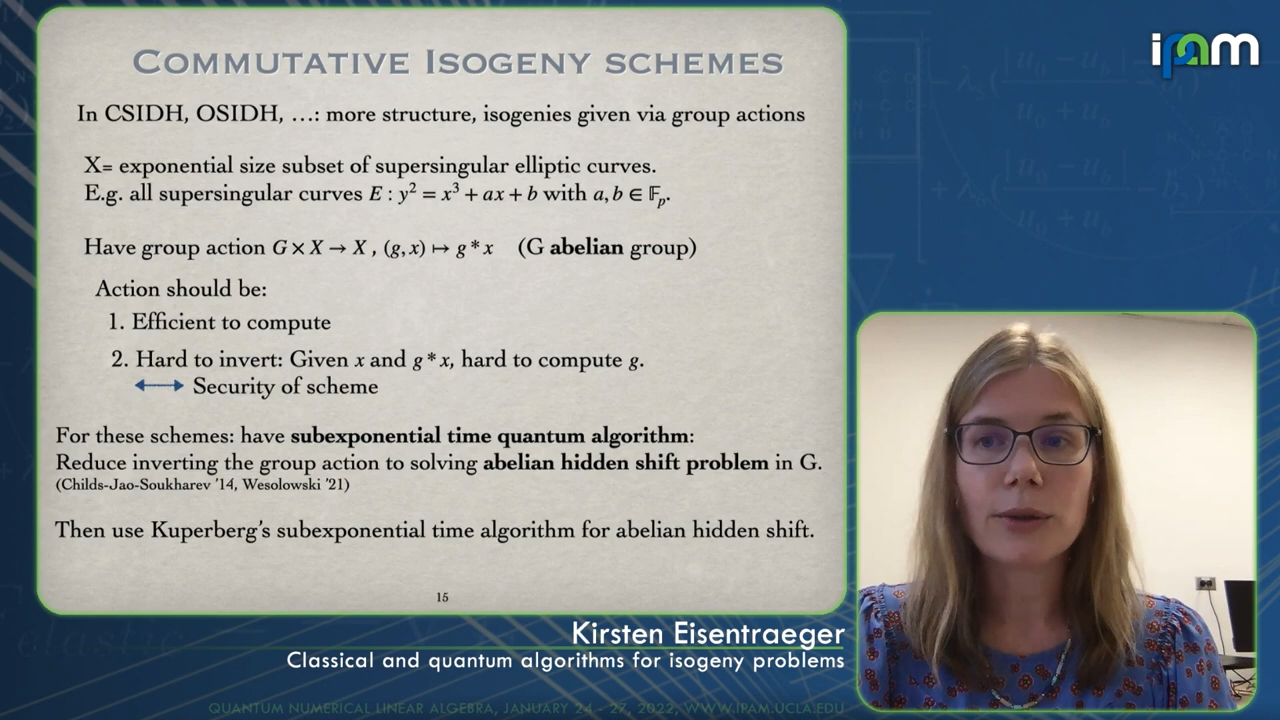 COMMUTATIVE ISOGENY SCHEMES
In CSIDH, OSIDH, …: more structure, isogenies given via group actions
X= exponential size subset of supersingular elliptic curves.
E.g. all supersingular curves E : y² = x³ + ax + b with a, b ∈ 𝔽ₚ.
Have group action G × X → X , (g, x) ↦ g * x (G abelian group)
Action should be:
1. Efficient to compute
2. Hard to invert: Given x and g * x, hard to compute g.
⟷ Security of scheme
For these schemes: have subexponential time quantum algorithm:
Reduce inverting the group action to solving abelian hidden shift problem in G.
(Childs-Jao-Soukharev '14, Wesolowski '21)
Then use Kuperberg's subexponential time algorithm for abelian hidden shift.
15
ipam
Kirsten Eisentraeger
Classical and quantum algorithms for isogeny problems
QUANTUM NUMERICAL LINEAR ALGEBRA, JANUARY 24 - 27, 2022, WWW.IPAM.UCLA.EDU